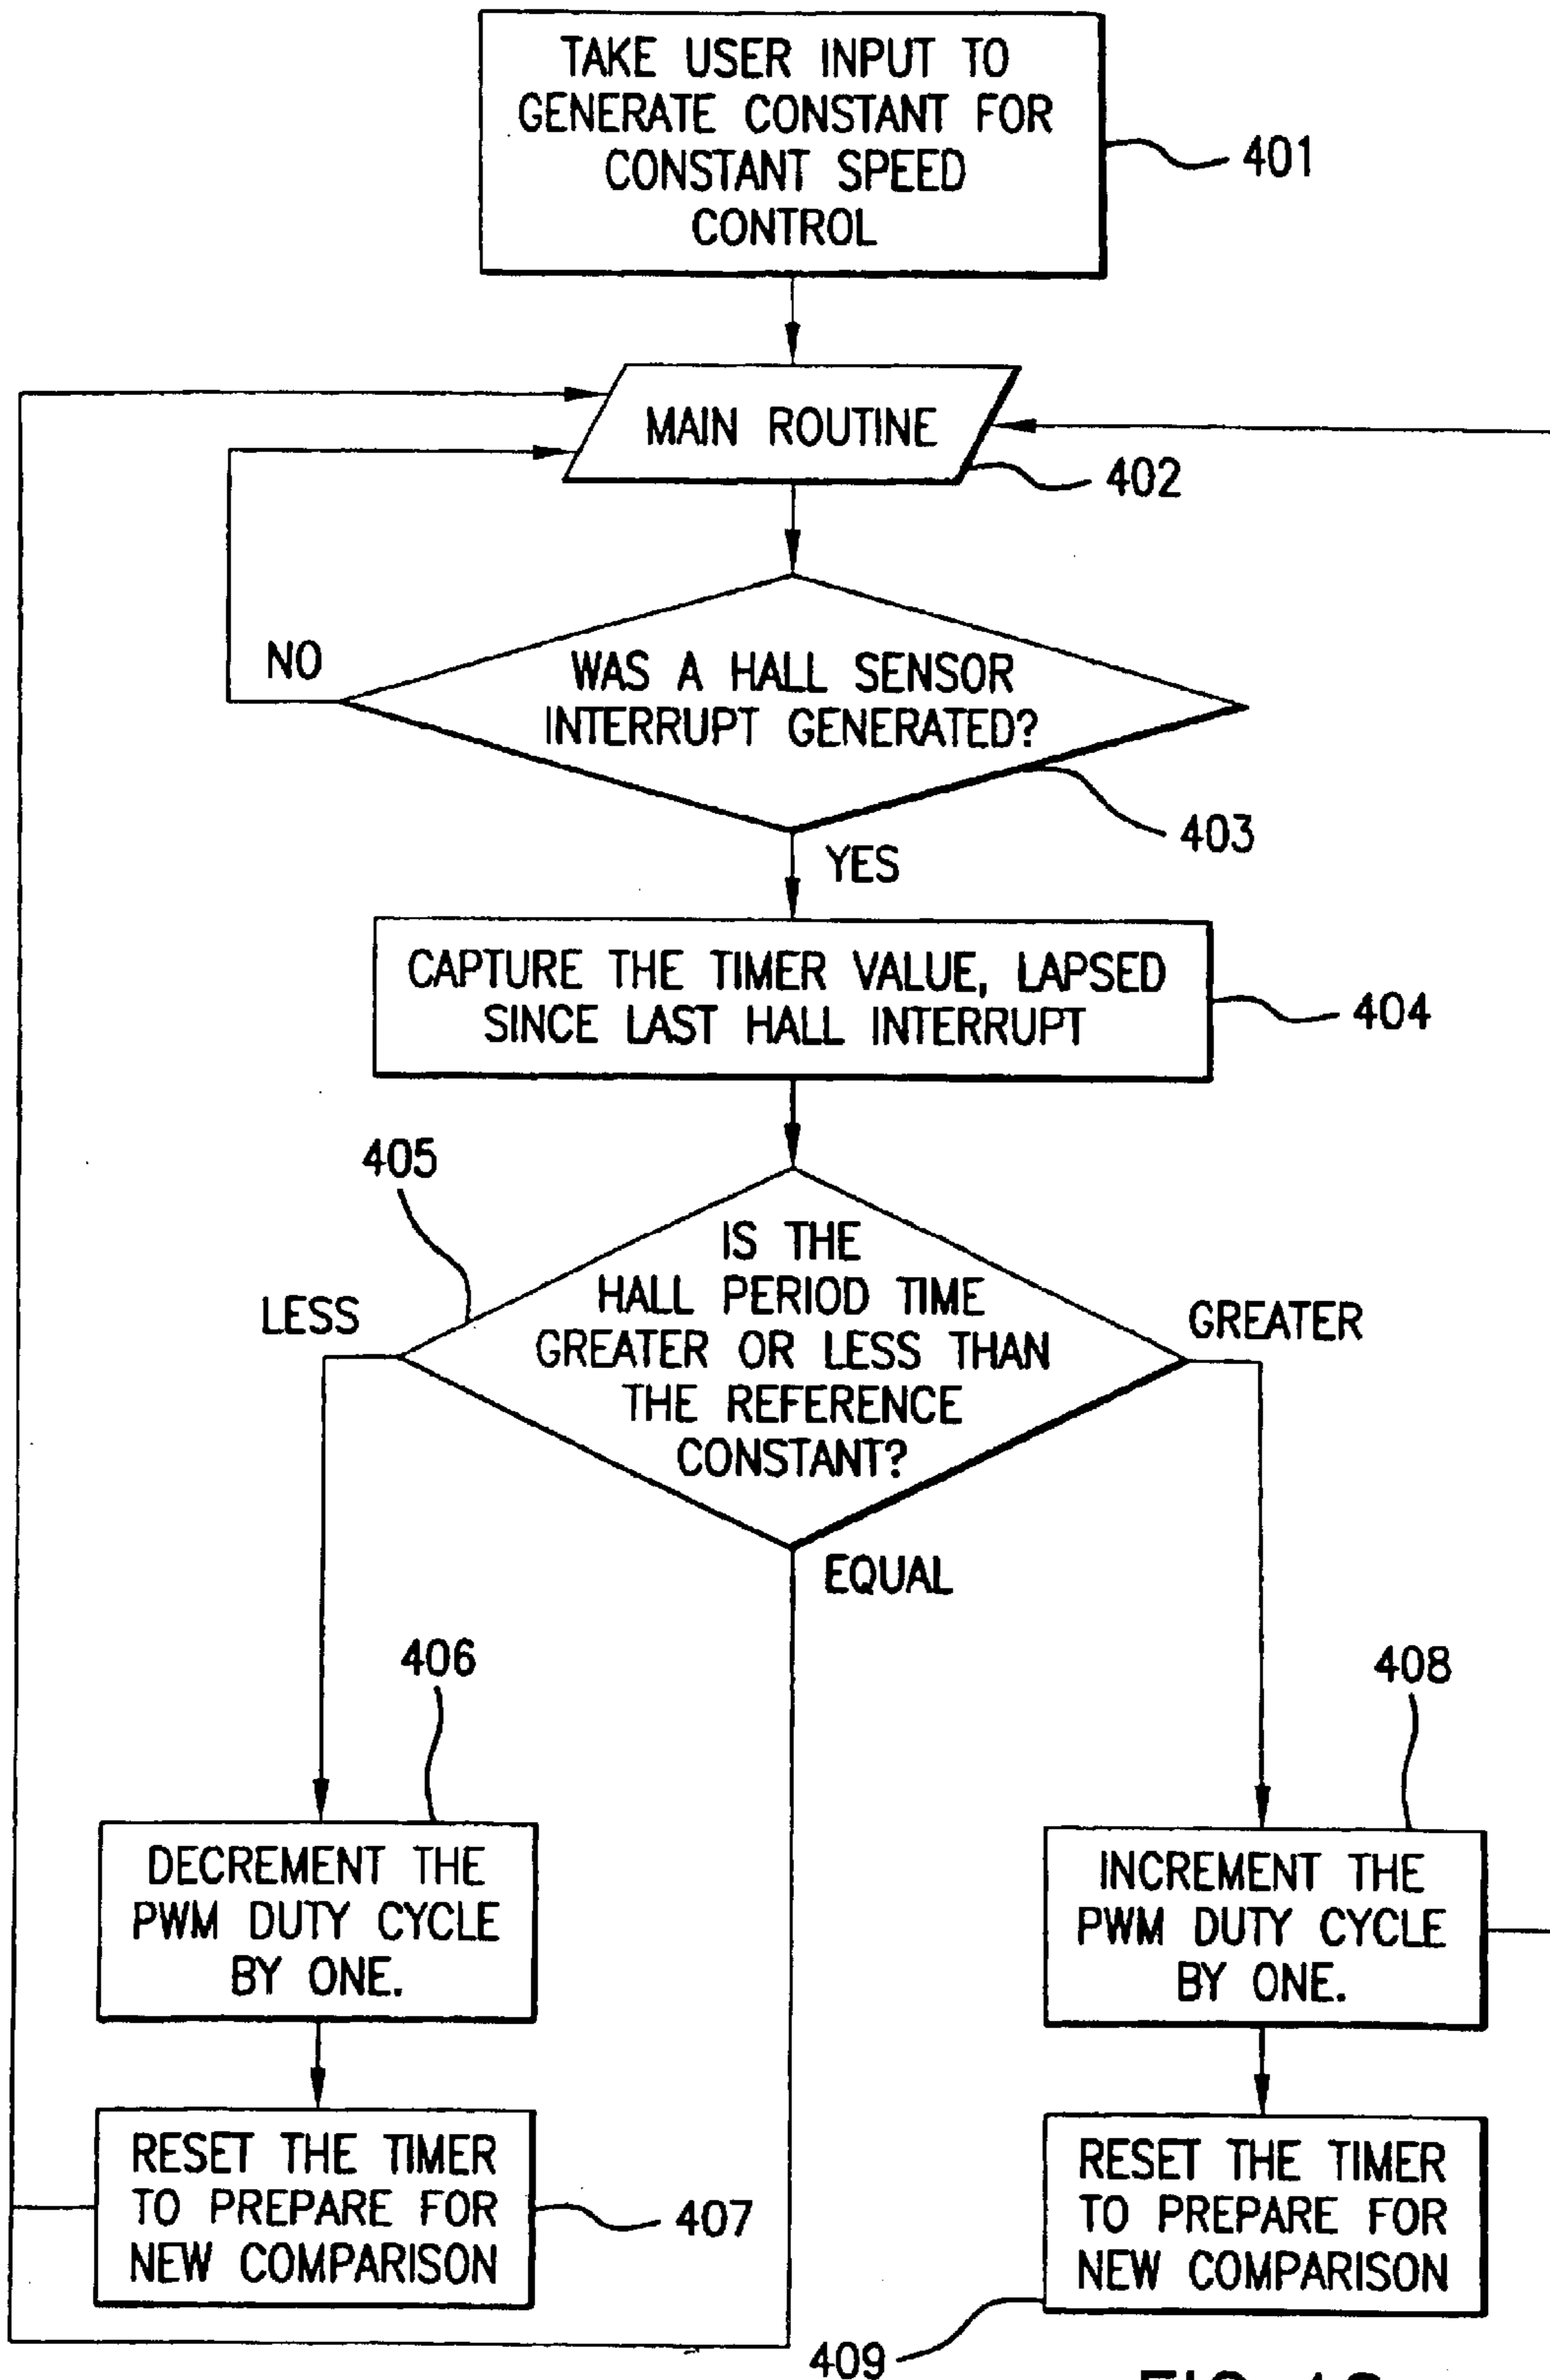 TAKE USER INPUT TO
GENERATE CONSTANT FOR
CONSTANT SPEED
CONTROL
401
MAIN ROUTINE
402
NO
WAS A HALL SENSOR
INTERRUPT GENERATED?
403
YES
CAPTURE THE TIMER VALUE, LAPSED
SINCE LAST HALL INTERRUPT
404
405
IS THE
HALL PERIOD TIME
GREATER OR LESS THAN
THE REFERENCE
CONSTANT?
LESS
GREATER
EQUAL
406
DECREMENT THE
PWM DUTY CYCLE
BY ONE.
408
INCREMENT THE
PWM DUTY CYCLE
BY ONE.
RESET THE TIMER
TO PREPARE FOR
NEW COMPARISON
407
RESET THE TIMER
TO PREPARE FOR
NEW COMPARISON
409